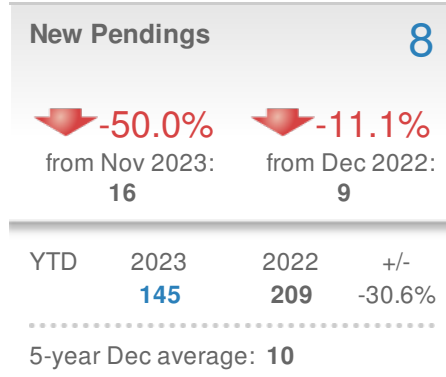 New Pendings 8
-50.0% -11.1%
from Nov 2023: from Dec 2022:
16 9
YTD 2023 2022 +/-
145 209 -30.6%
5-year Dec average: 10